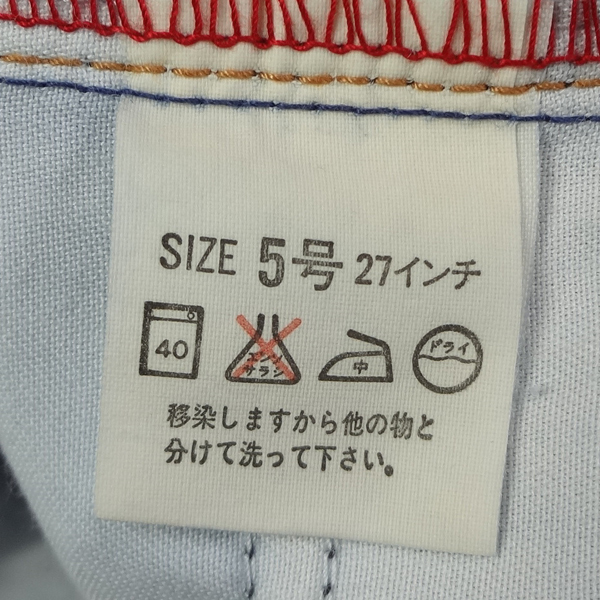 SIZE 5号 27インチ
40 エンソ サラシ 中 ドライ
移染しますから他の物と
分けて洗って下さい。